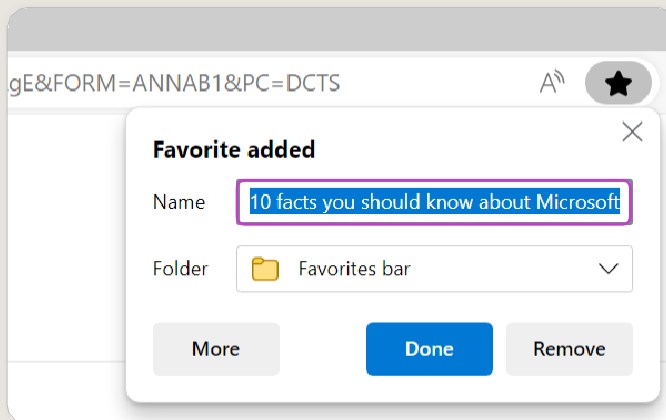 gE&FORM=ANNAB1&PC=DCTS
Favorite added
Name 10 facts you should know about Microsoft
Folder Favorites bar
More Done Remove